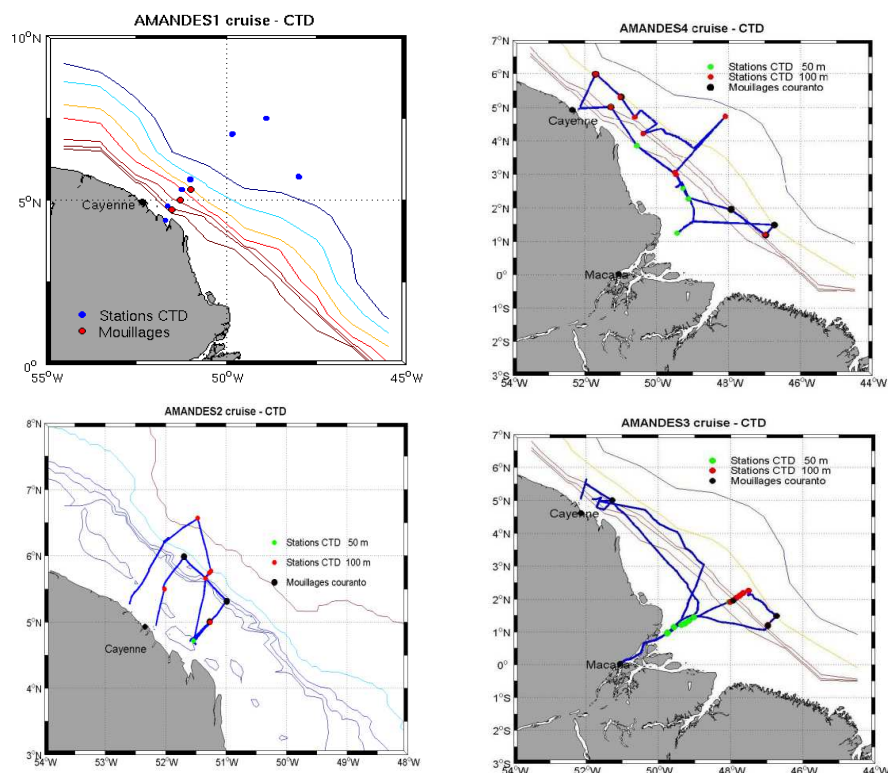 AMANDES1 cruise - CTD
10°N
5°N
0°
55°W
50°W
45°W
Cayenne
Stations CTD
Mouillages
AMANDES4 cruise - CTD
7°N
6°N
5°N
4°N
3°N
2°N
1°N
0°
1°S
2°S
3°S
54°W
52°W
50°W
48°W
46°W
44°W
Stations CTD 50 m
Stations CTD 100 m
Mouillages couranto
Cayenne
Macapa
AMANDES2 cruise - CTD
8°N
7°N
6°N
5°N
4°N
3°N
54°W
53°W
52°W
51°W
50°W
49°W
48°W
Stations CTD 50 m
Stations CTD 100 m
Mouillages couranto
Cayenne
AMANDES3 cruise - CTD
7°N
6°N
5°N
4°N
3°N
2°N
1°N
0°
1°S
2°S
3°S
54°W
52°W
50°W
48°W
46°W
44°W
Stations CTD 50 m
Stations CTD 100 m
Mouillages couranto
Cayenne
Macapa